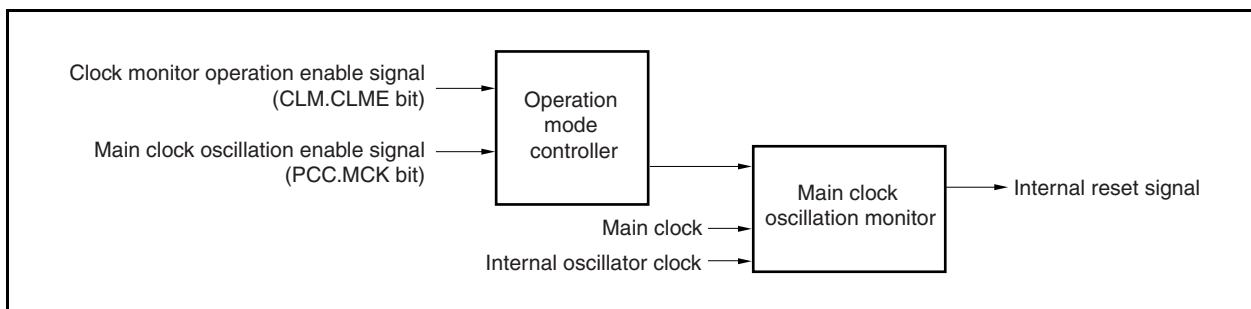 Clock monitor operation enable signal
(CLM.CLME bit)
Main clock oscillation enable signal
(PCC.MCK bit)
Operation
mode
controller
Main clock
Internal oscillator clock
Main clock
oscillation monitor
Internal reset signal